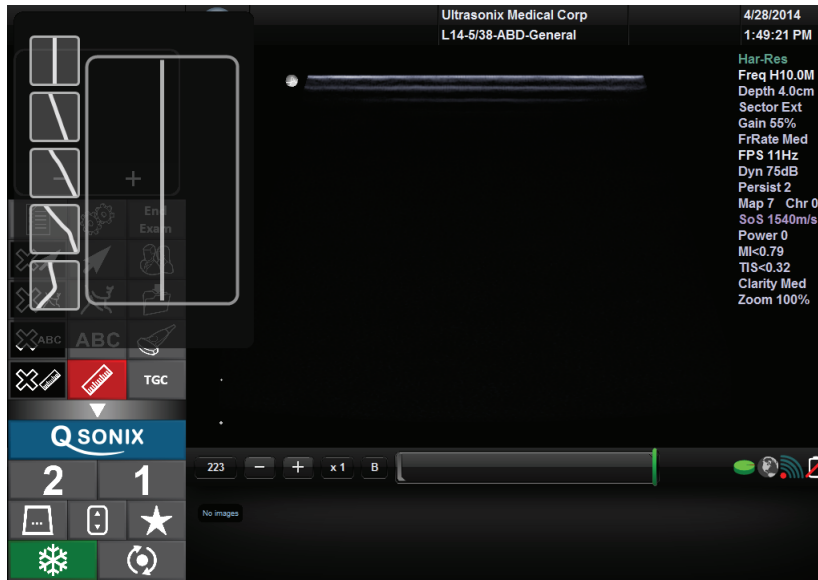 Ultrasonix Medical Corp
4/28/2014
L14-5/38-ABD-General
1:49:21 PM
Har-Res
Freq H10.0M
Depth 4.0cm
Sector Ext
Gain 55%
FrRate Med
FPS 11Hz
Dyn 75dB
Persist 2
Map 7 Chr 0
SoS 1540m/s
Power 0
MI<0.79
TIS<0.32
Clarity Med
Zoom 100%
− +
End
Exam
ABC ABC
TGC
Q SONIX
2 1
223 − + x 1 B
No images